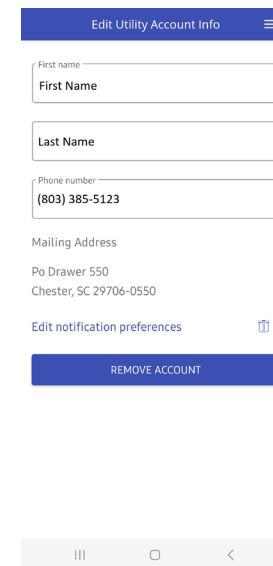 Edit Utility Account Info
First name
First Name
Last Name
Phone number
(803) 385-5123
Mailing Address
Po Drawer 550
Chester, SC 29706-0550
Edit notification preferences
REMOVE ACCOUNT